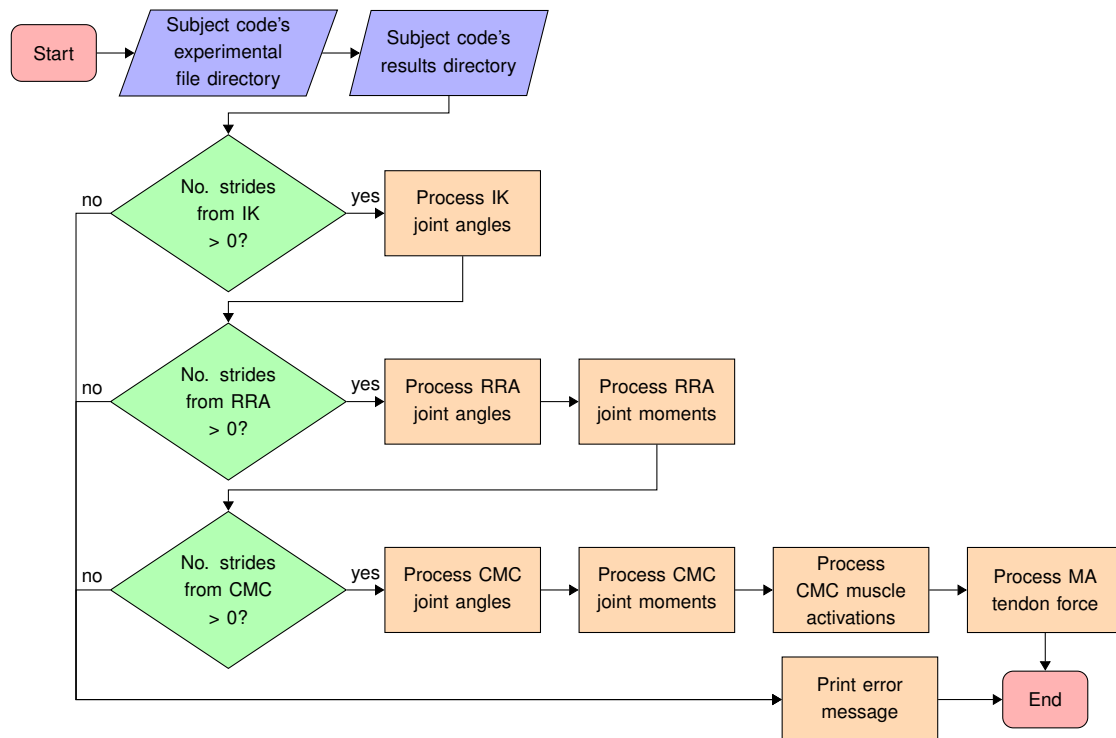 Start
Subject code's
experimental
file directory
Subject code's
results directory
no
No. strides
from IK
> 0?
yes
Process IK
joint angles
no
No. strides
from RRA
> 0?
yes
Process RRA
joint angles
Process RRA
joint moments
no
No. strides
from CMC
> 0?
yes
Process CMC
joint angles
Process CMC
joint moments
Process
CMC muscle
activations
Process MA
tendon force
Print error
message
End